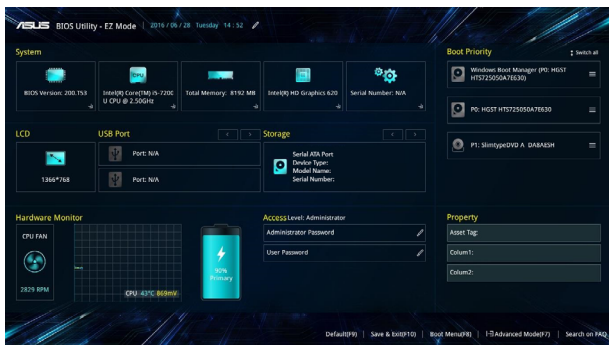 ASUS BIOS Utility - EZ Mode | 2016/06/28 Tuesday 14:52
System
BIOS Version: 200.T53
CPU
Intel(R) Core(TM) i5-7200
U CPU @ 2.50GHz
Total Memory: 8192 MB
Intel(R) HD Graphics 620
Serial Number: N/A
Boot Priority
Switch all
Windows Boot Manager (P0: HGST
HTS725050A7E630)
P0: HGST HTS725050A7E630
P1: SlimtypeDVD A DA8AESH
LCD
1366*768
USB Port
Port: N/A
Port: N/A
Storage
Serial ATA Port
Device Type:
Model Name:
Serial Number:
Hardware Monitor
CPU FAN
2829 RPM
CPU 43°C 869mV
90%
Primary
Access Level: Administrator
Administrator Password
User Password
Property
Asset Tag:
Colum1:
Colum2:
Default(F9) | Save & Exit(F10) | Boot Menu(F8) | Advanced Mode(F7) | Search on FAQ